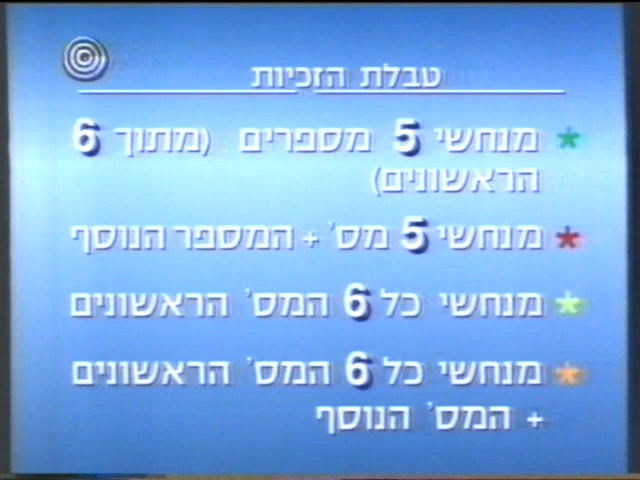 טבלת הזכיות
* מנחשי 5 מספרים (מתוך 6
הראשונים)
* מנחשי 5 מס' + המספר הנוסף
* מנחשי כל 6 המס' הראשונים
* מנחשי כל 6 המס' הראשונים
+ המס' הנוסף